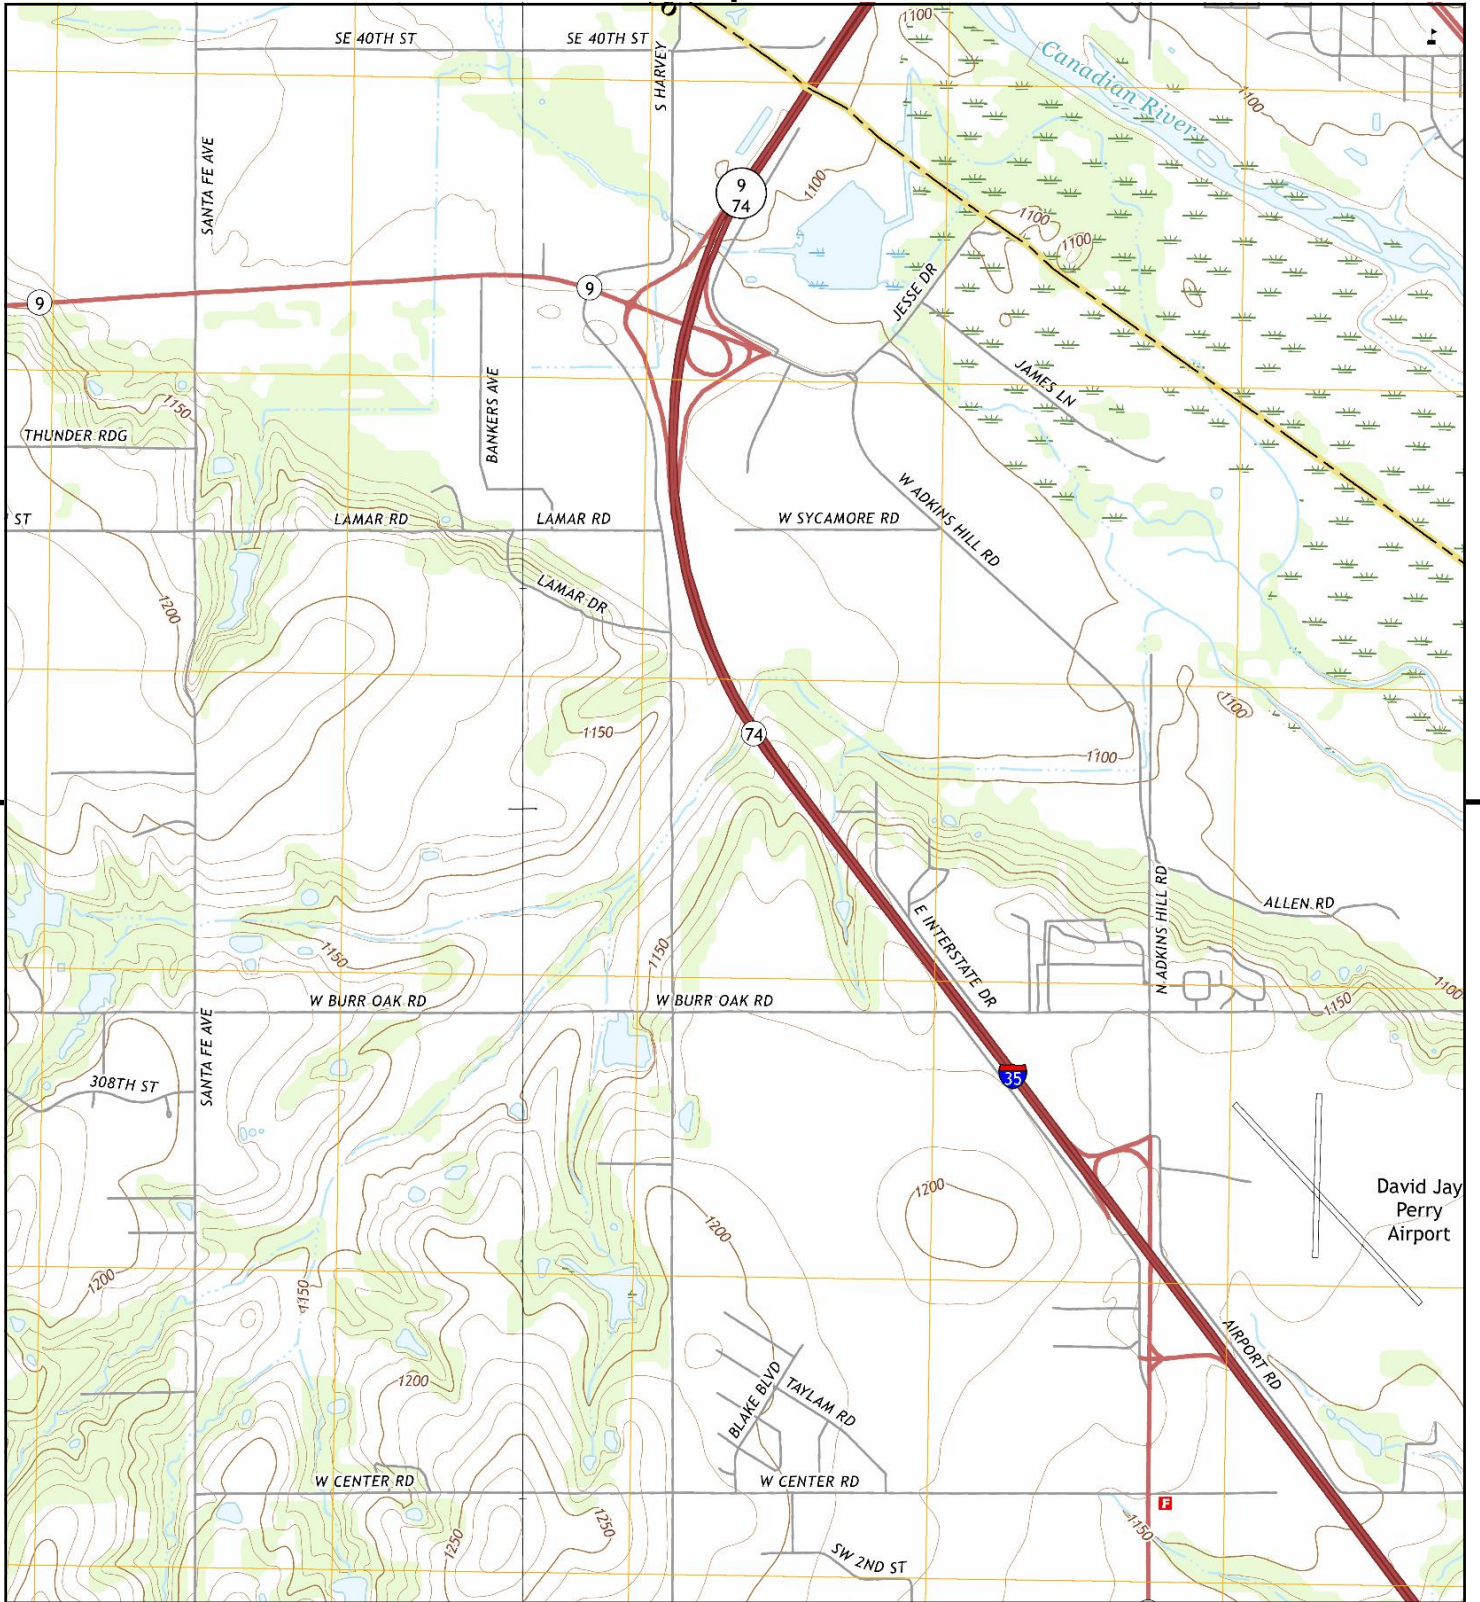 1100
SE 40TH ST
SE 40TH ST
S HARVEY
Canadian River
1100
SANTA FE AVE
9
74
1100
1100
1100
9
9
JESSE DR
JAMES LN
1150
BANKERS AVE
THUNDER RDG
W ADKINS HILL RD
ST
LAMAR RD
LAMAR RD
W SYCAMORE RD
LAMAR DR
1200
1100
1150
74
1100
N ADKINS HILL RD
ALLEN RD
E INTERSTATE DR
1150
1150
1100
1150
W BURR OAK RD
W BURR OAK RD
SANTA FE AVE
308TH ST
35
David Jay
Perry
Airport
1200
1200
1200
1150
AIRPORT RD
BLAKE BLVD
TAYLAM RD
1200
W CENTER RD
W CENTER RD
F
1250
1250
1150
SW 2ND ST